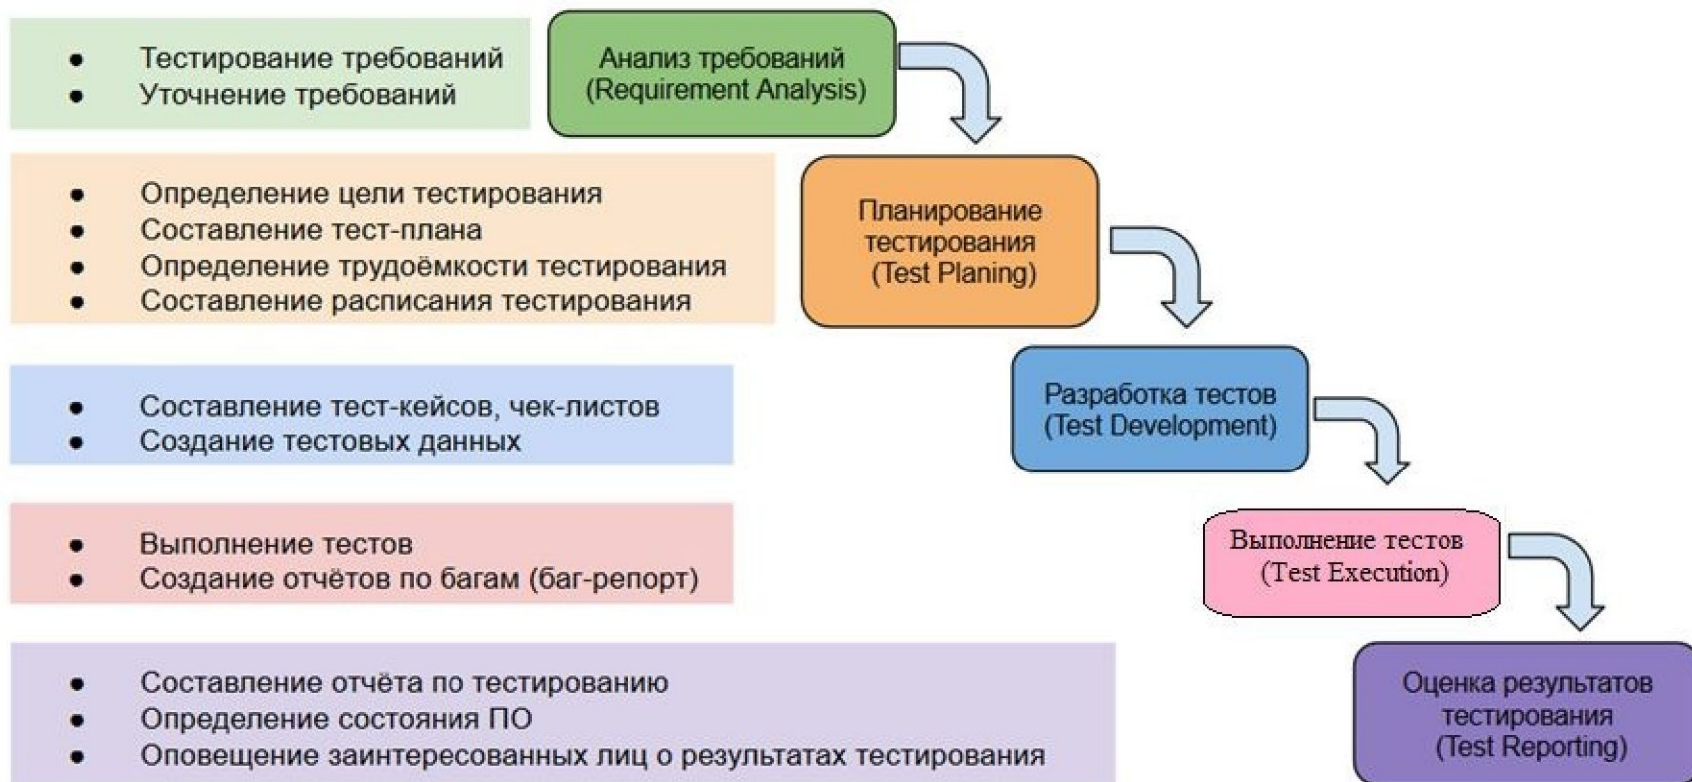 ● Тестирование требований
● Уточнение требований
Анализ требований
(Requirement Analysis)
● Определение цели тестирования
● Составление тест-плана
● Определение трудоёмкости тестирования
● Составление расписания тестирования
Планирование
тестирования
(Test Planing)
● Составление тест-кейсов, чек-листов
● Создание тестовых данных
Разработка тестов
(Test Development)
● Выполнение тестов
● Создание отчётов по багам (баг-репорт)
Выполнение тестов
(Test Execution)
● Составление отчёта по тестированию
● Определение состояния ПО
● Оповещение заинтересованных лиц о результатах тестирования
Оценка результатов
тестирования
(Test Reporting)